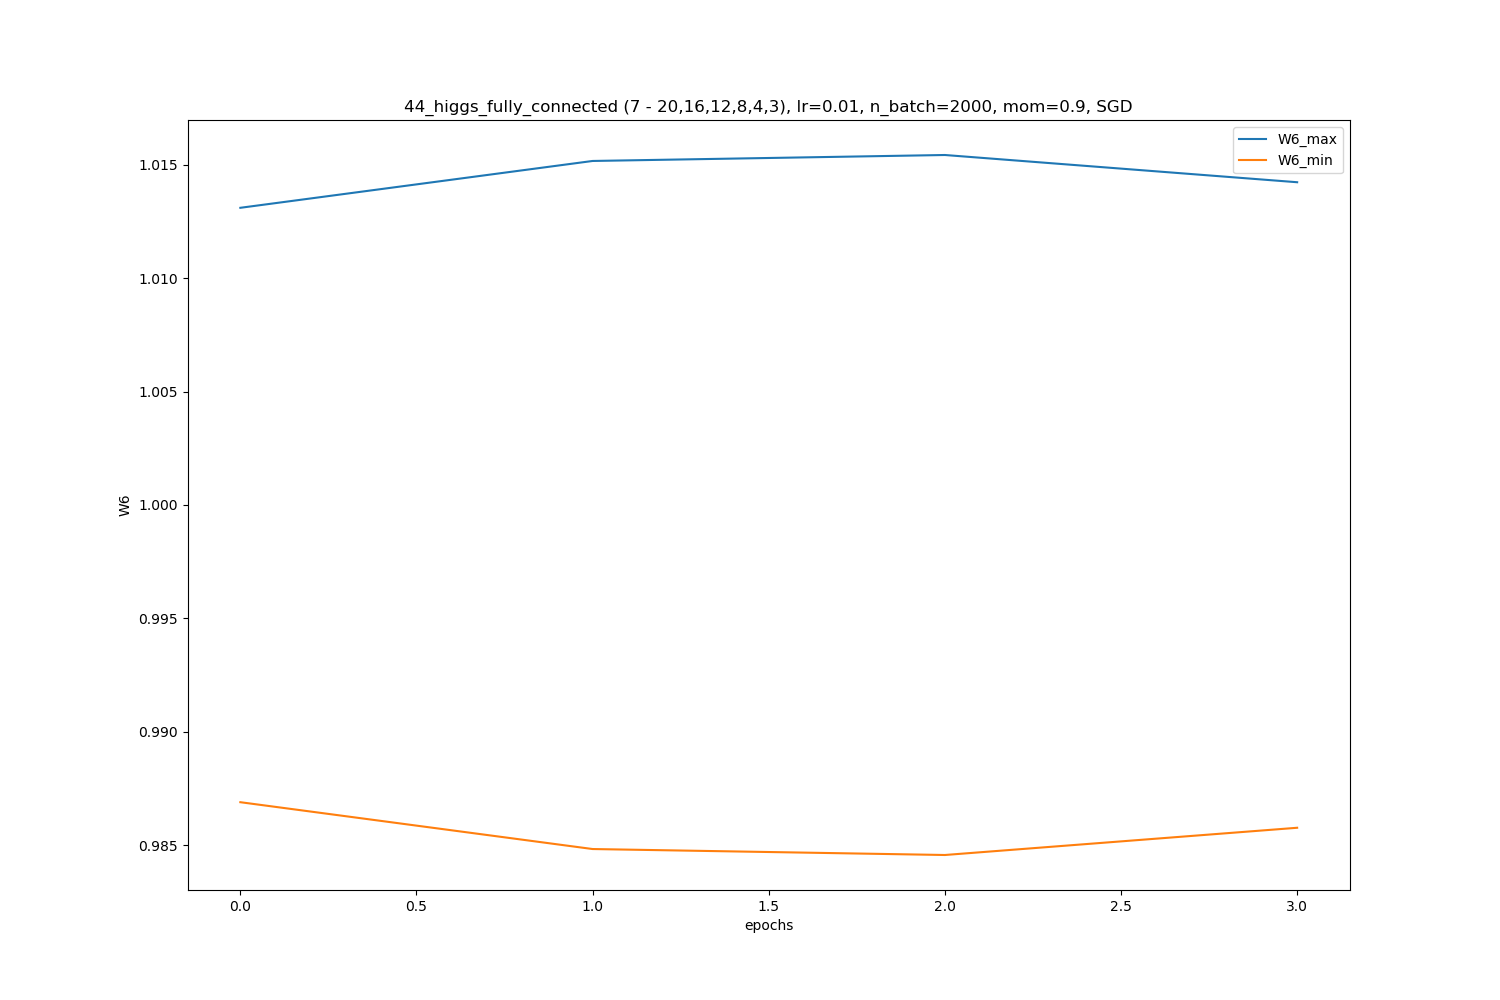 44_higgs_fully_connected (7 - 20,16,12,8,4,3), lr=0.01, n_batch=2000, mom=0.9, SGD
W6_max
W6_min
1.015
1.010
1.005
1.000
0.995
0.990
0.985
W6
0.0 0.5 1.0 1.5 2.0 2.5 3.0
epochs